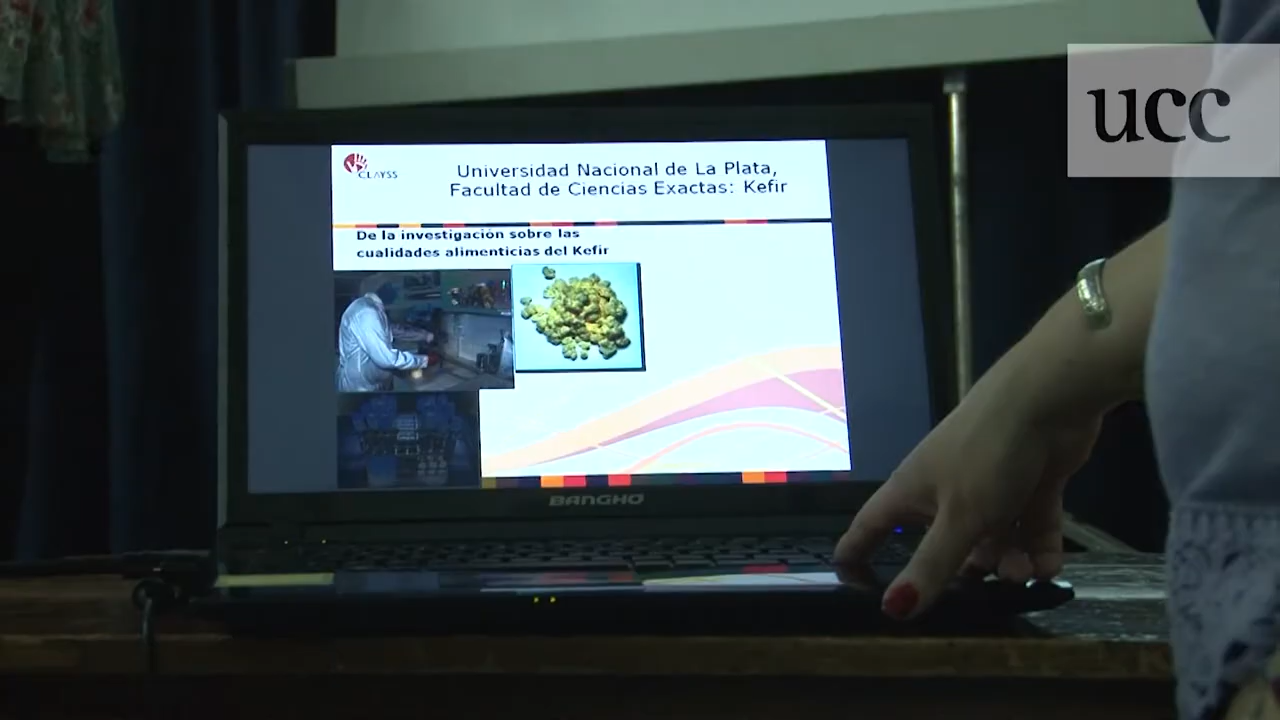 ucc
CLAYSS
Universidad Nacional de La Plata,
Facultad de Ciencias Exactas: Kefir
De la investigación sobre las
cualidades alimenticias del Kefir
BANGHO